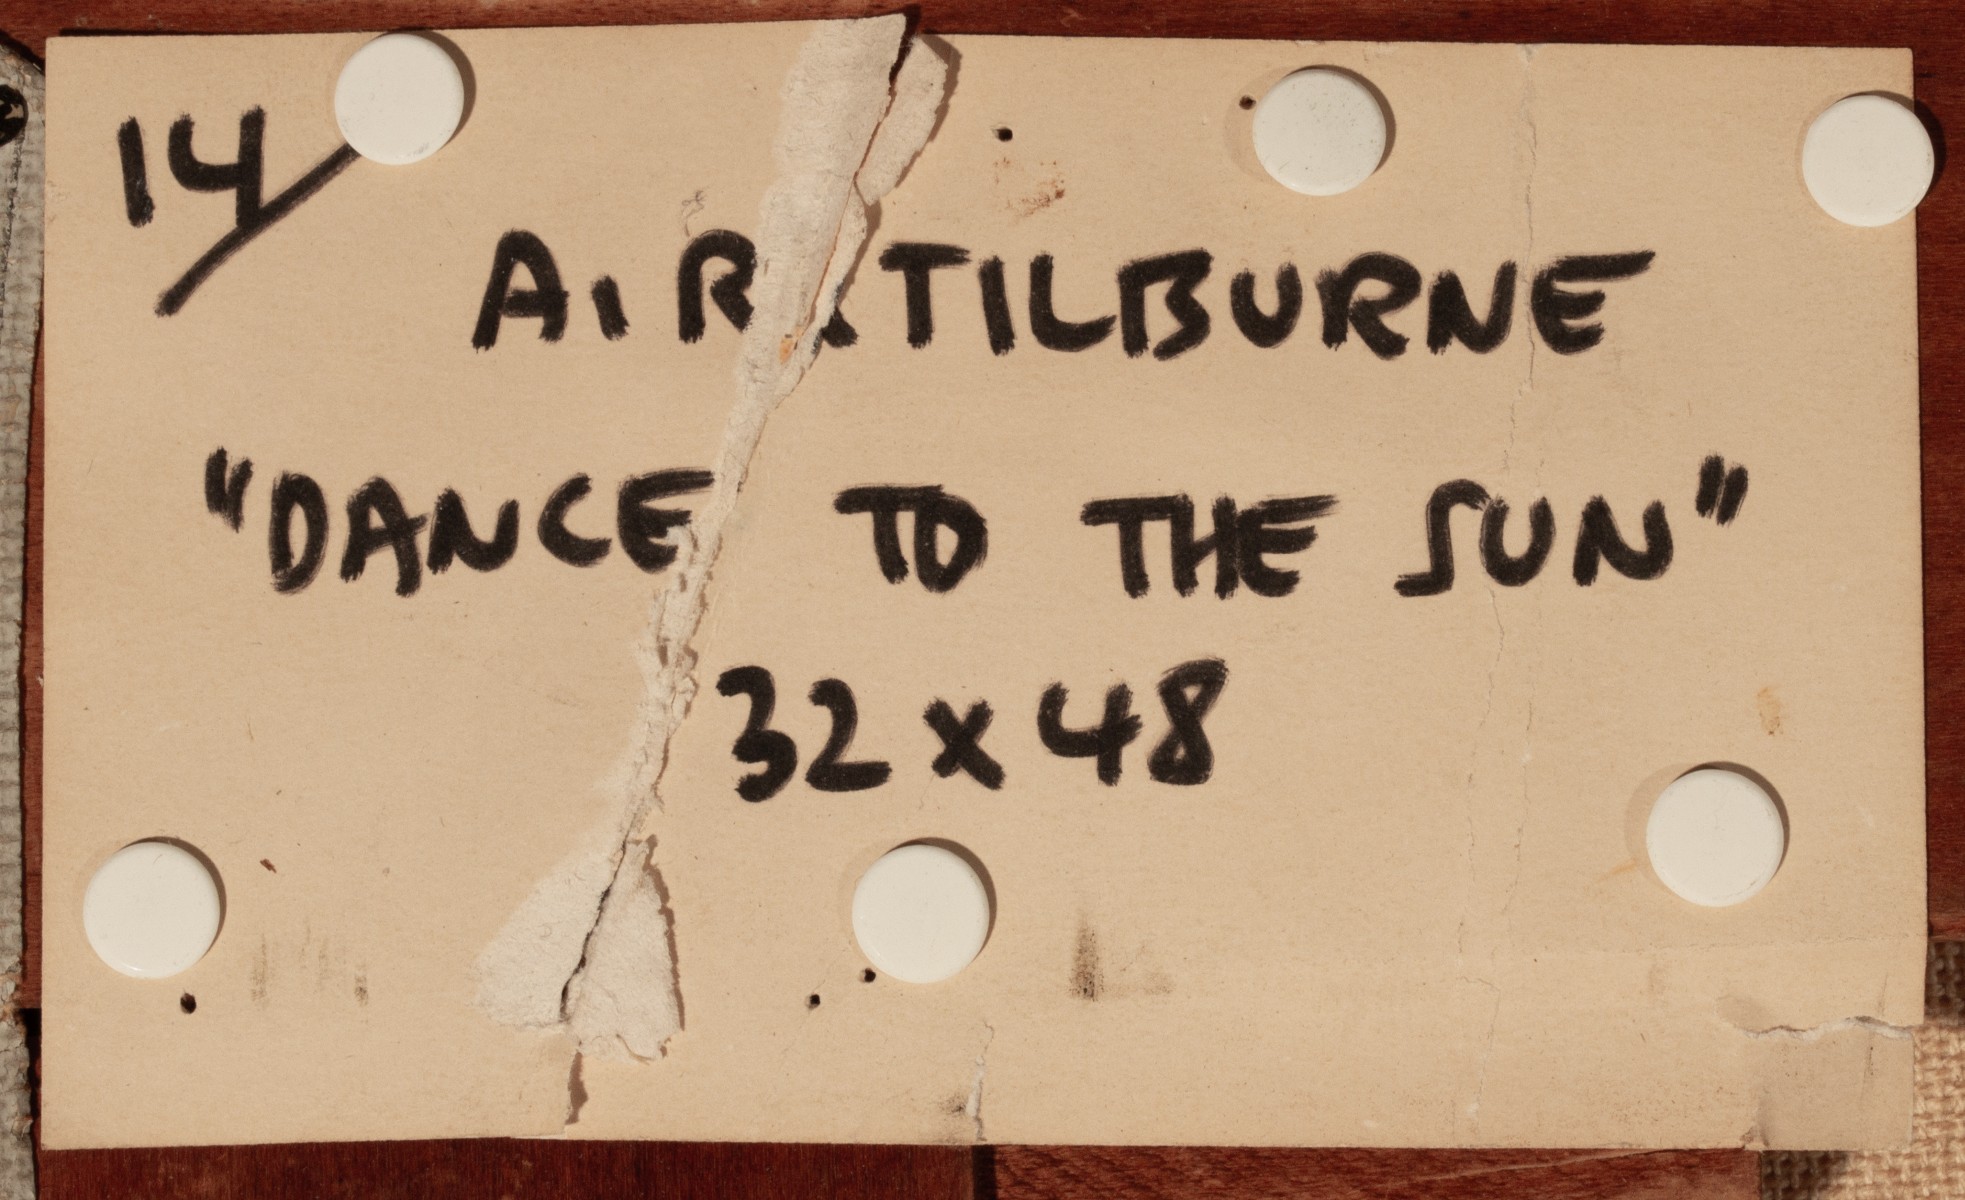 14/
A. R. TILBURNE
"DANCE TO THE SUN"
32 x 48